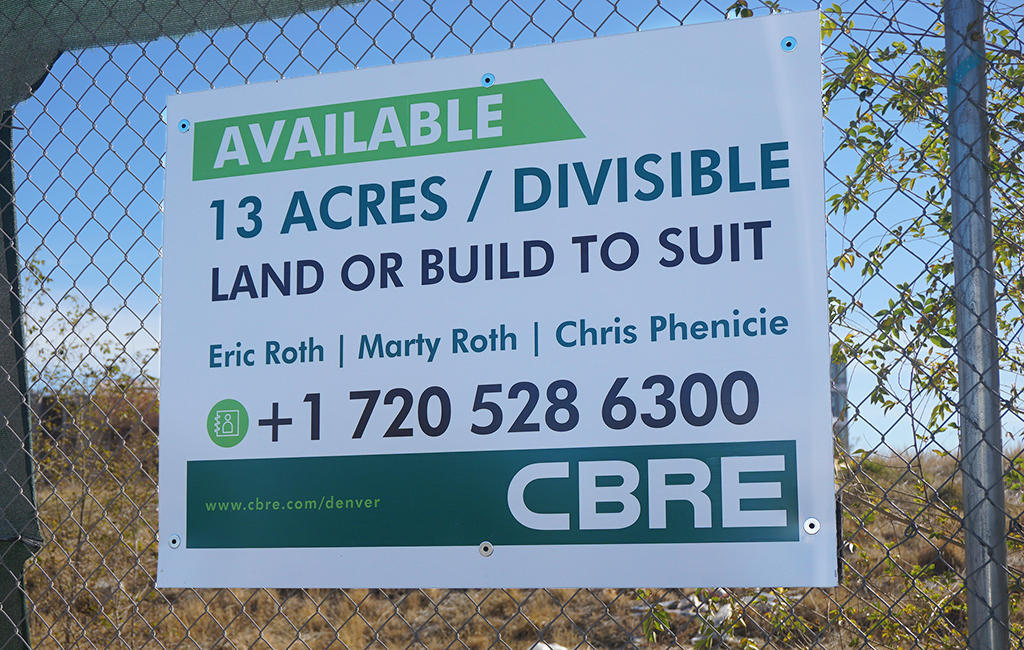 AVAILABLE
13 ACRES / DIVISIBLE
LAND OR BUILD TO SUIT
Eric Roth | Marty Roth | Chris Phenicie
+1 720 528 6300
www.cbre.com/denver
CBRE